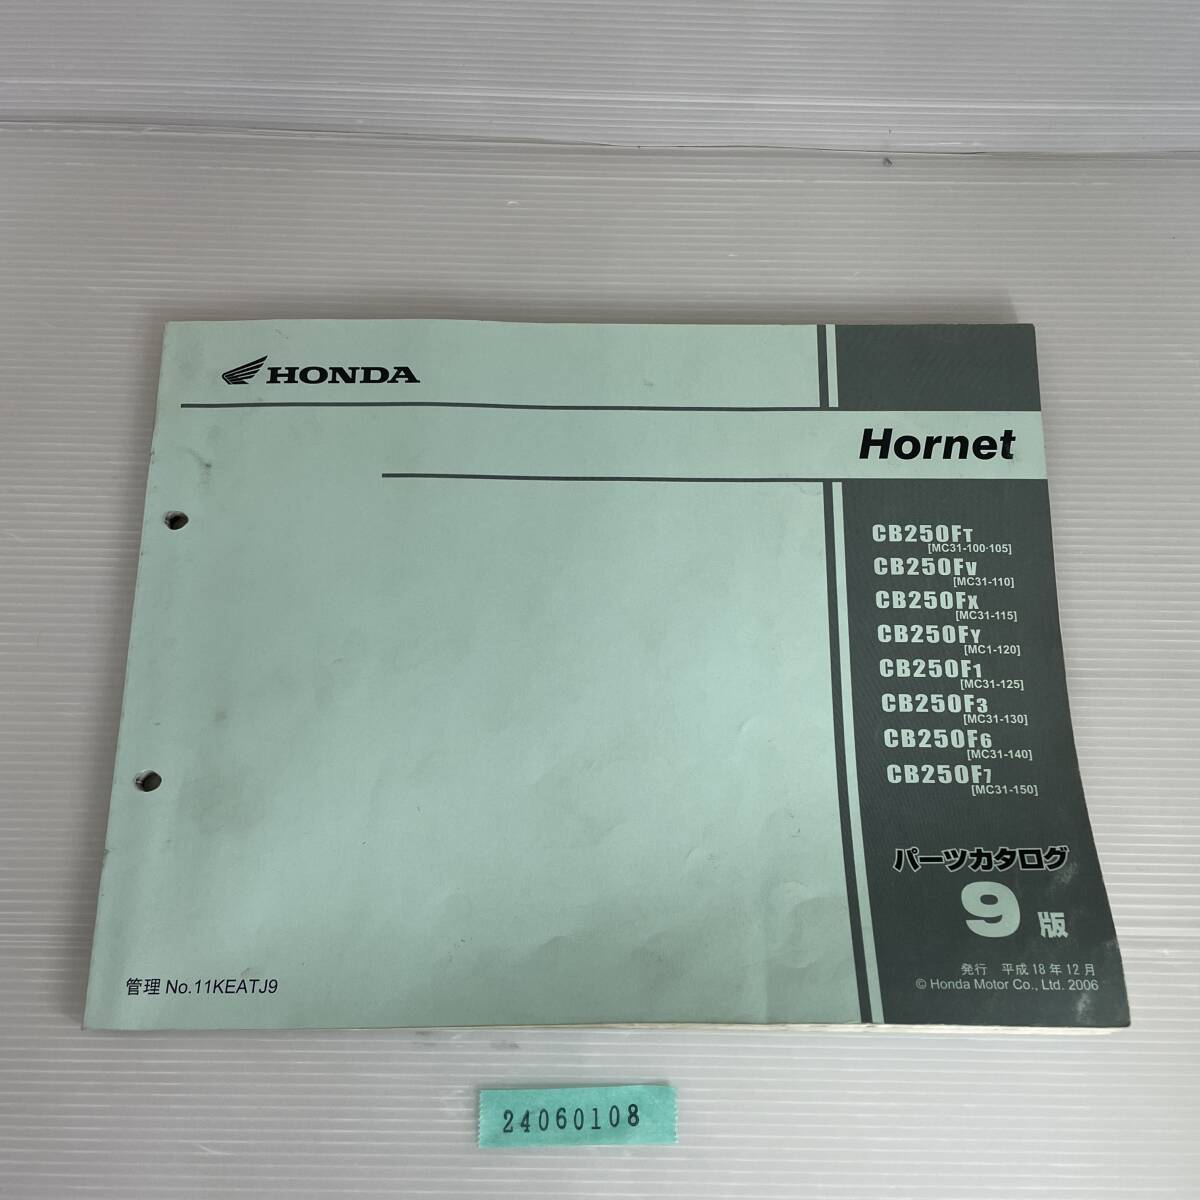 HONDA
Hornet
CB250FT
[MC31-100·105]
CB250FV
[MC31-110]
CB250FX
[MC31-115]
CB250FY
[MC1-120]
CB250F1
[MC31-125]
CB250F3
[MC31-130]
CB250F6
[MC31-140]
CB250F7
[MC31-150]
パーツカタログ
9版
発行 平成18年12月
© Honda Motor Co., Ltd. 2006
管理 No.11KEATJ9
24060108